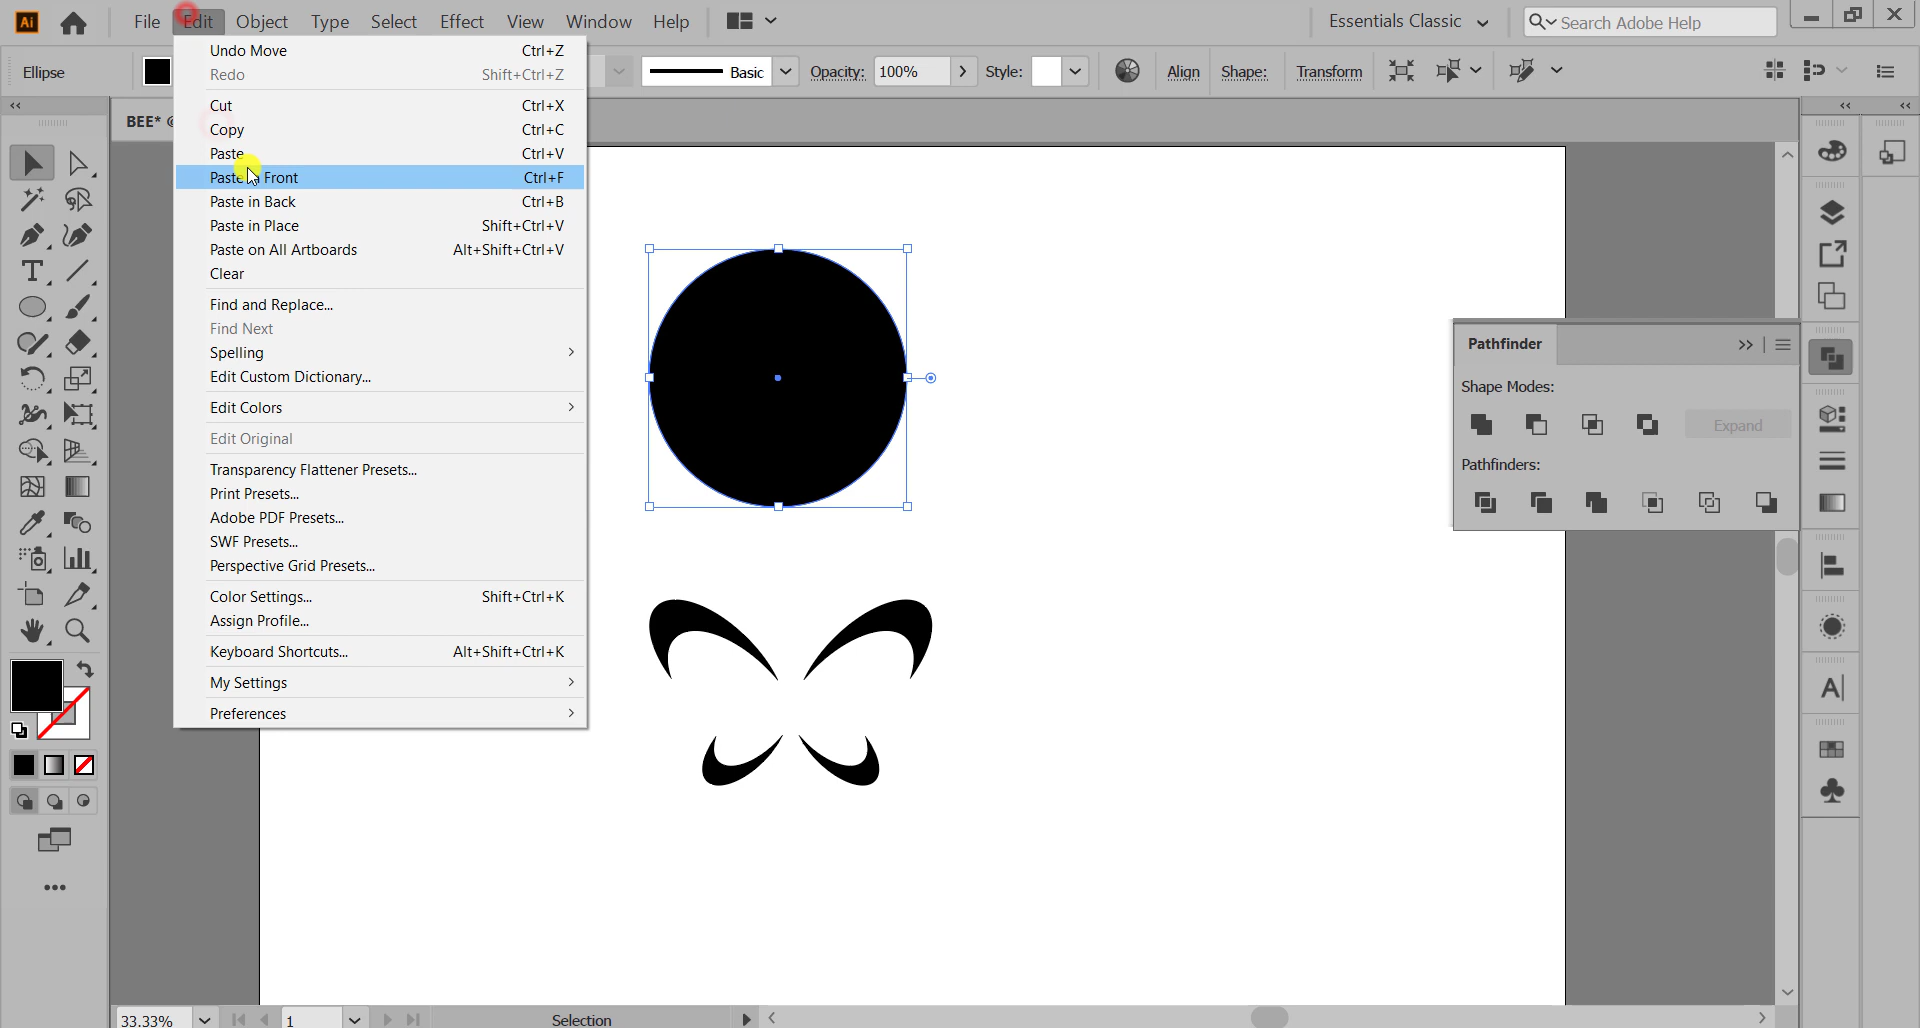 Ai File Edit Object Type Select Effect View Window Help Essentials Classic Search Adobe Help
Ellipse Basic Opacity: 100% Style: Align Shape: Transform
BEE*
Undo Move Ctrl+Z
Redo Shift+Ctrl+Z
Cut Ctrl+X
Copy Ctrl+C
Paste Ctrl+V
Paste Front Ctrl+F
Paste in Back Ctrl+B
Paste in Place Shift+Ctrl+V
Paste on All Artboards Alt+Shift+Ctrl+V
Clear
Find and Replace...
Find Next
Spelling
Edit Custom Dictionary...
Edit Colors
Edit Original
Transparency Flattener Presets...
Print Presets...
Adobe PDF Presets...
SWF Presets...
Perspective Grid Presets...
Color Settings... Shift+Ctrl+K
Assign Profile...
Keyboard Shortcuts... Alt+Shift+Ctrl+K
My Settings
Preferences
Pathfinder
Shape Modes:
Expand
Pathfinders:
33.33% 1 Selection